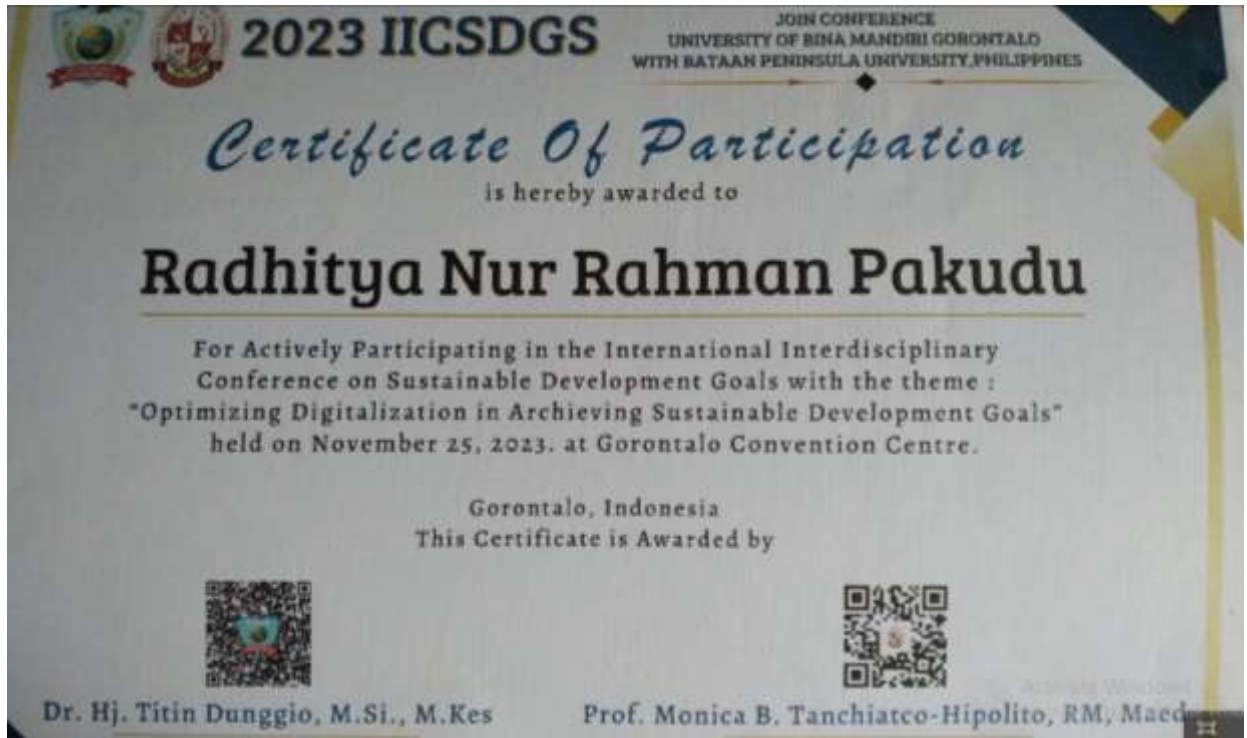 2023 IICSDGS
JOIN CONFERENCE
UNIVERSITY OF BINA MANDIRI GORONTALO
WITH BATAAN PENINSULA UNIVERSITY, PHILIPPINES
Certificate Of Participation
is hereby awarded to
Radhitya Nur Rahman Pakudu
For Actively Participating in the International Interdisciplinary
Conference on Sustainable Development Goals with the theme :
"Optimizing Digitalization in Archieving Sustainable Development Goals"
held on November 25, 2023. at Gorontalo Convention Centre.
Gorontalo, Indonesia
This Certificate is Awarded by
Activate Windows
Dr. Hj. Titin Dunggio, M.Si., M.Kes
Prof. Monica B. Tanchiatco-Hipolito, RM, Maed